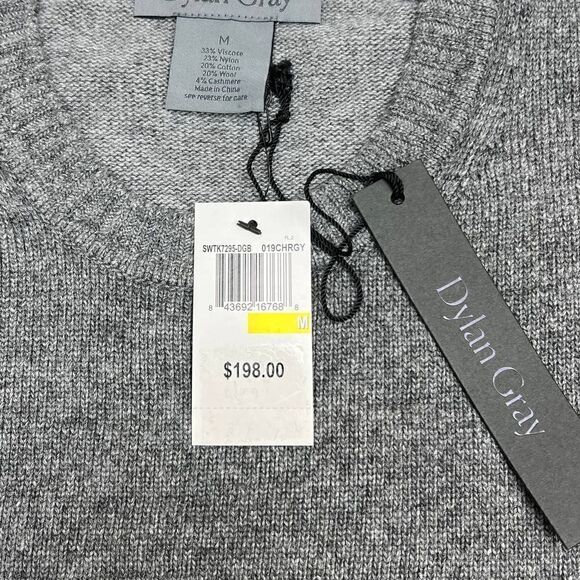 Dylan Gray
M
33% Viscose
23% Nylon
20% Cotton
20% Wool
4% Cashmere
Made in China
see reverse for care
SWTK7295-DGB 019CHRGY
8 43692 16768 8
M
$198.00
Dylan Gray